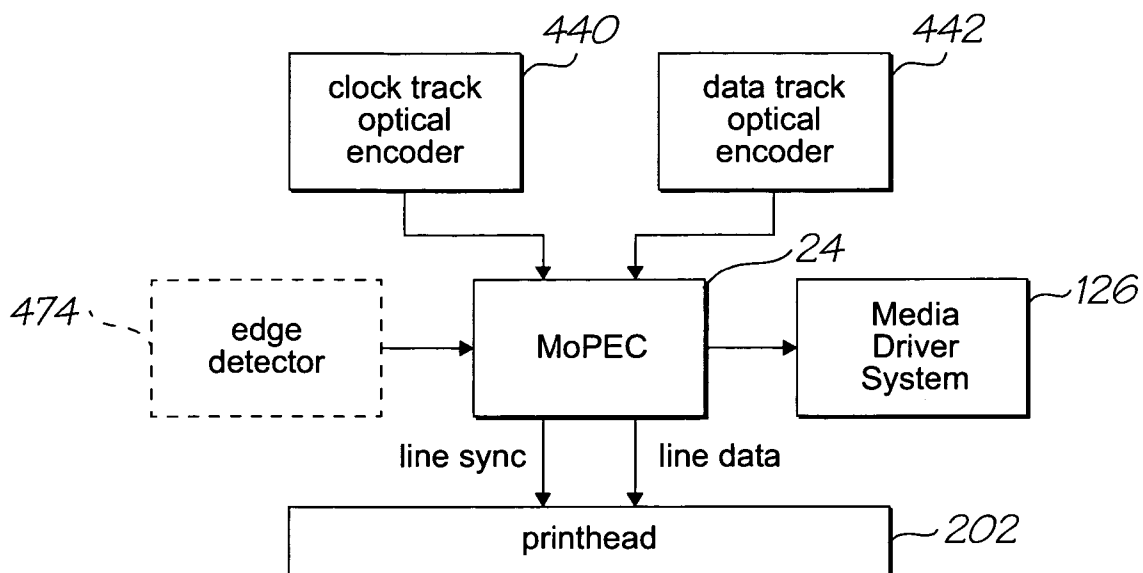 440
442
clock track
optical
encoder
data track
optical
encoder
24
126
474
edge
detector
MoPEC
Media
Driver
System
line sync
line data
printhead
202